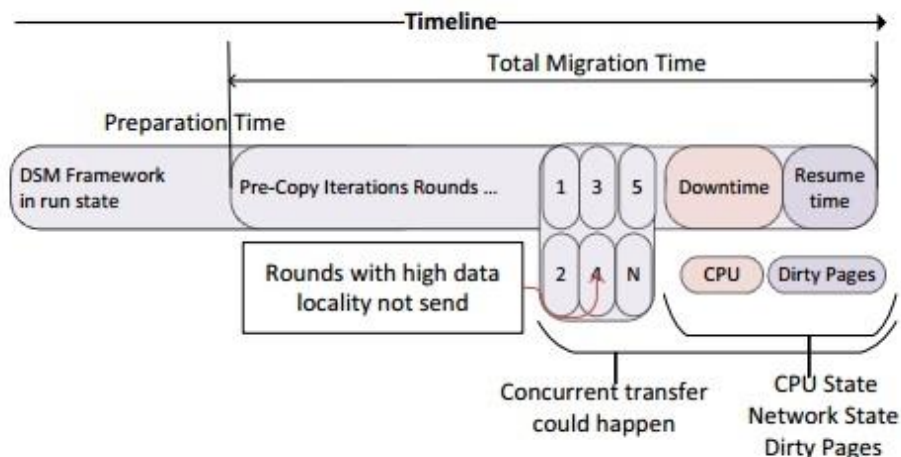 Timeline
Total Migration Time
Preparation Time
DSM Framework
in run state
Pre-Copy Iterations Rounds ...
1
3
5
Downtime
Resume
time
2
4
N
CPU
Dirty Pages
Rounds with high data
locality not send
Concurrent transfer
could happen
CPU State
Network State
Dirty Pages